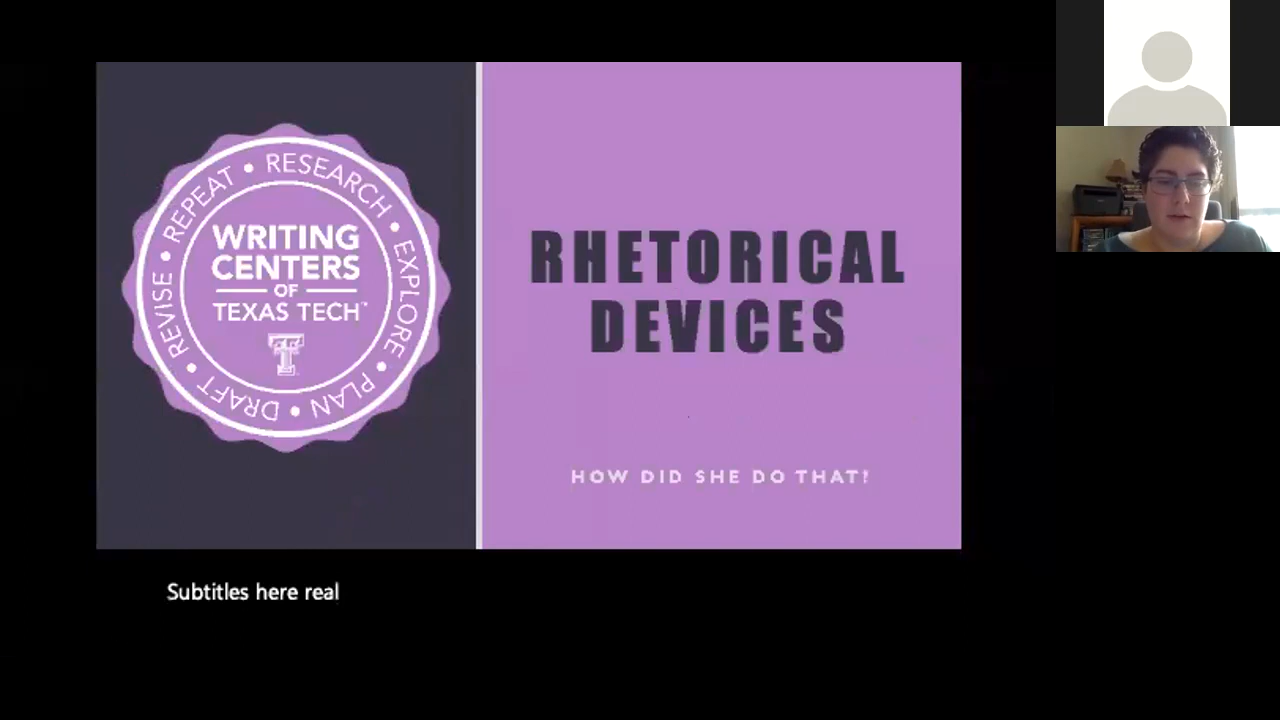 RESEARCH • EXPLORE • PLAN • DRAFT • REVISE • REPEAT •
WRITING
CENTERS
OF
TEXAS TECH™
T
RHETORICAL
DEVICES
HOW DID SHE DO THAT?
Subtitles here real